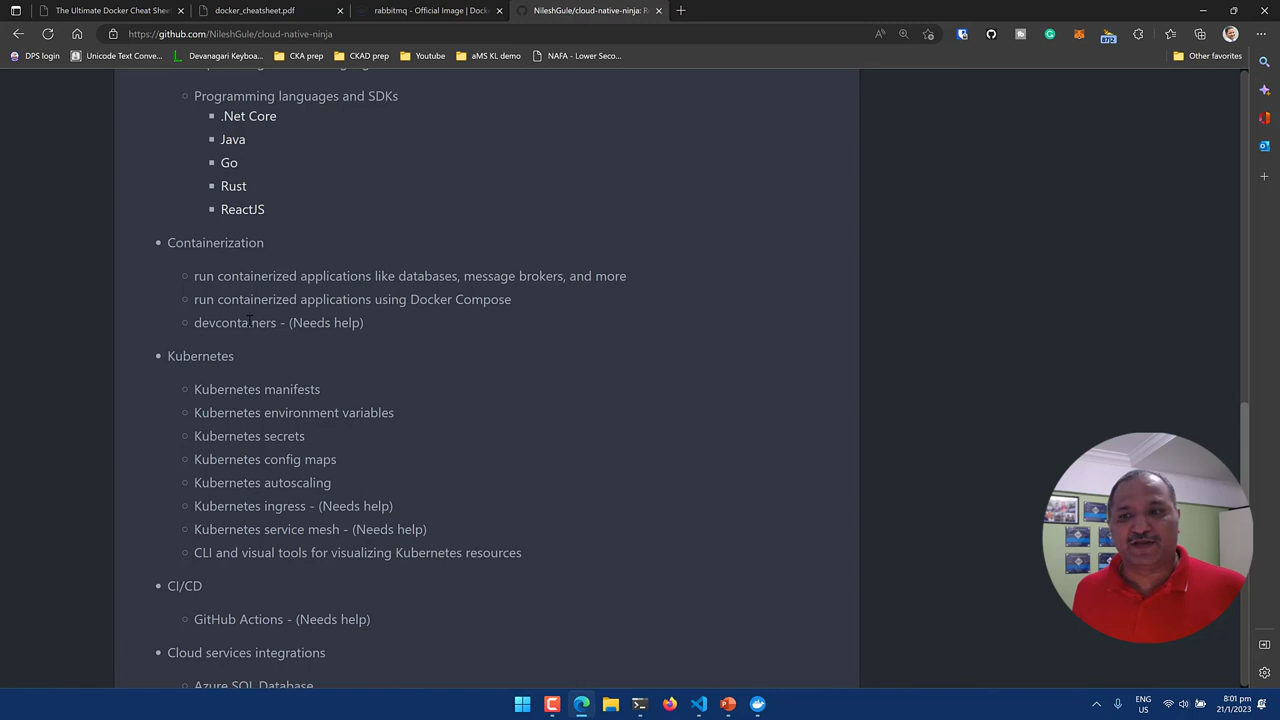 The Ultimate Docker Cheat Shee
docker_cheatsheet.pdf
rabbitmq - Official Image | Docke
NileshGule/cloud-native-ninja: Re
https://github.com/NileshGule/cloud-native-ninja
DPS login
Unicode Text Conve...
Devanagari Keyboa...
CKA prep
CKAD prep
Youtube
aMS KL demo
NAFA - Lower Seco...
Other favorites
Programming languages and SDKs
.Net Core
Java
Go
Rust
ReactJS
Containerization
run containerized applications like databases, message brokers, and more
run containerized applications using Docker Compose
devcontainers - (Needs help)
Kubernetes
Kubernetes manifests
Kubernetes environment variables
Kubernetes secrets
Kubernetes config maps
Kubernetes autoscaling
Kubernetes ingress - (Needs help)
Kubernetes service mesh - (Needs help)
CLI and visual tools for visualizing Kubernetes resources
CI/CD
GitHub Actions - (Needs help)
Cloud services integrations
Azure SQL Database
ENG
US
8:01 pm
21/1/2023